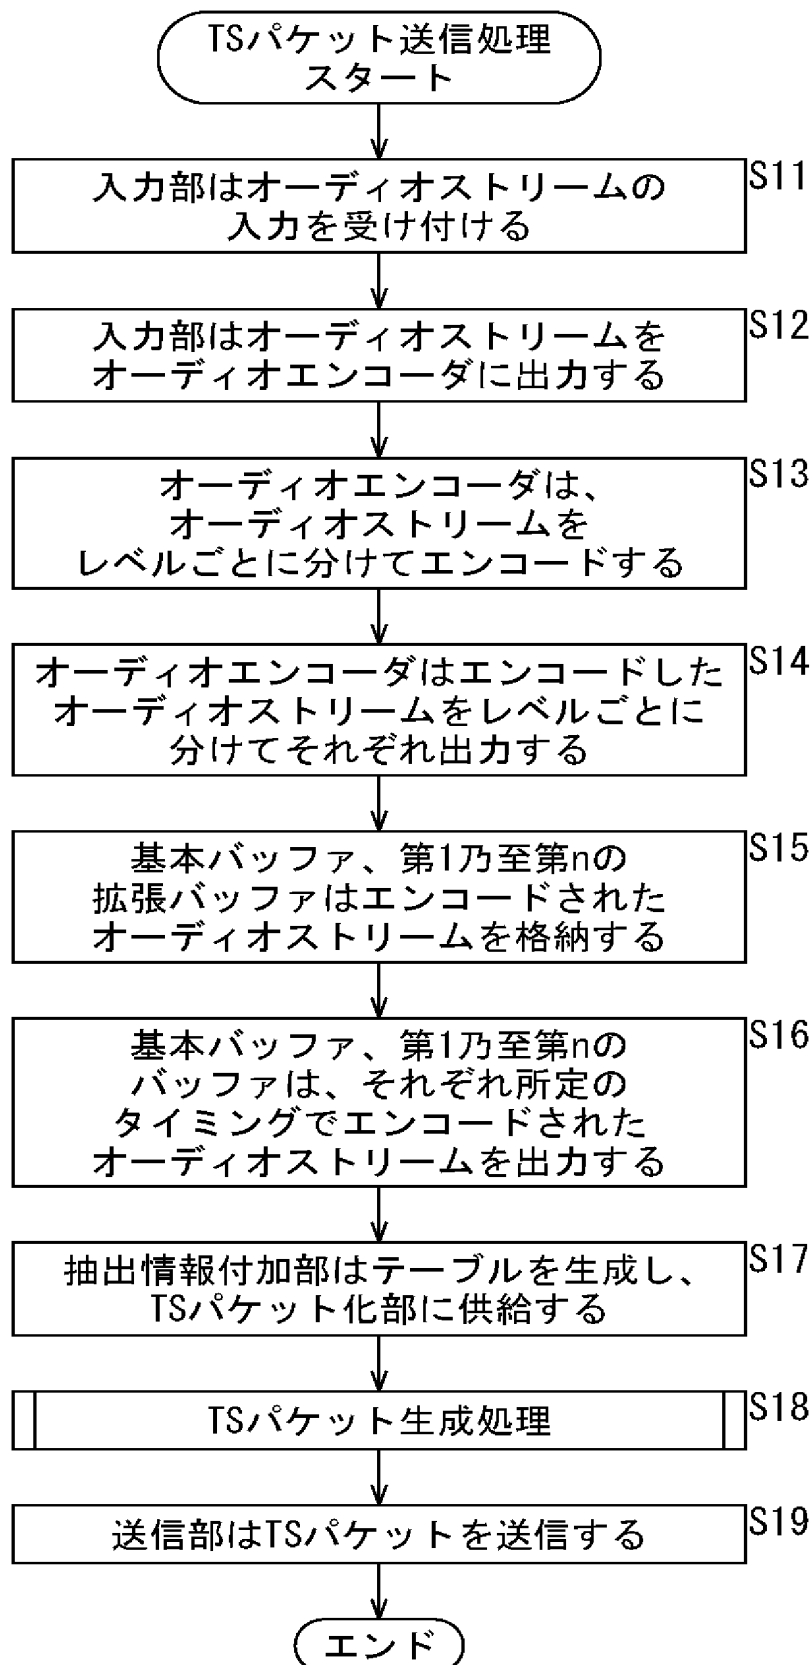 TSパケット送信処理
スタート
S11
入力部はオーディオストリームの
入力を受け付ける
S12
入力部はオーディオストリームを
オーディオエンコーダに出力する
S13
オーディオエンコーダは、
オーディオストリームを
レベルごとに分けてエンコードする
S14
オーディオエンコーダはエンコードした
オーディオストリームをレベルごとに
分けてそれぞれ出力する
S15
基本バッファ、第1乃至第nの
拡張バッファはエンコードされた
オーディオストリームを格納する
S16
基本バッファ、第1乃至第nの
バッファは、それぞれ所定の
タイミングでエンコードされた
オーディオストリームを出力する
S17
抽出情報付加部はテーブルを生成し、
TSパケット化部に供給する
S18
TSパケット生成処理
S19
送信部はTSパケットを送信する
エンド